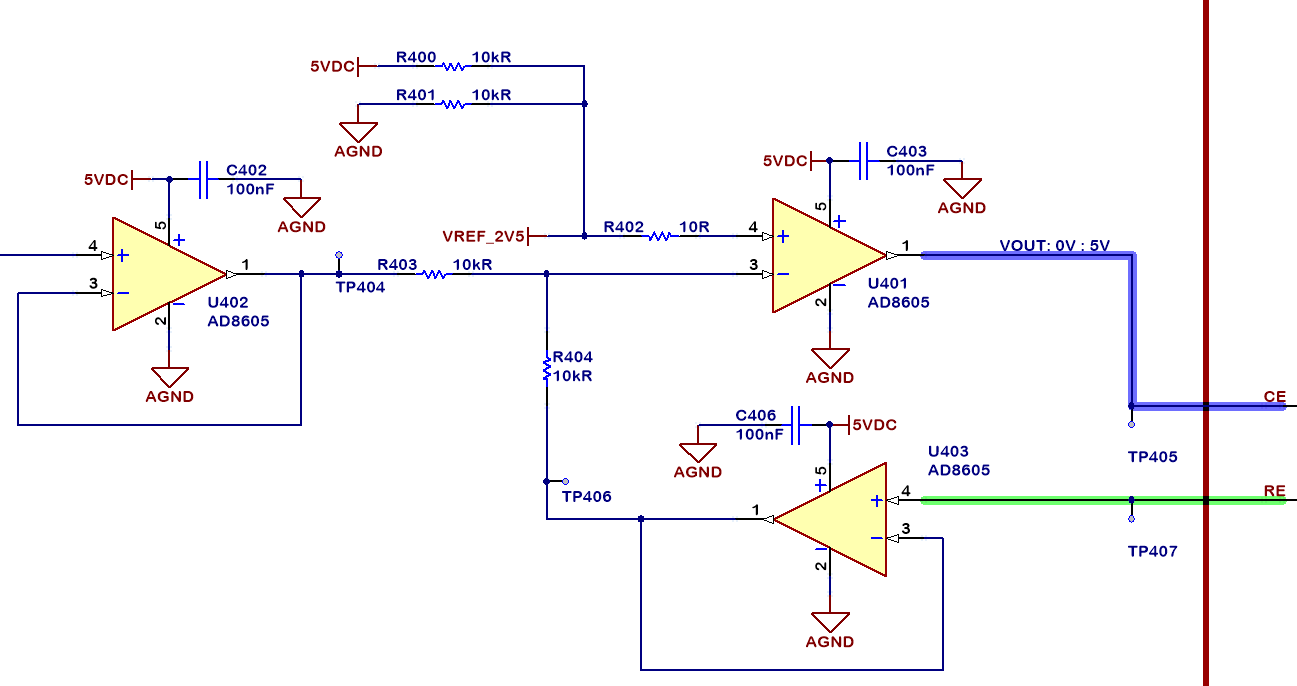 R400 10kR
5VDC
R401 10kR
AGND
5VDC
C402
100nF
AGND
5
4
+
+
3
−
1
−
2
U402
AD8605
AGND
TP404
R403 10kR
VREF_2V5
R402 10R
5VDC
C403
100nF
AGND
5
4
+
+
3
−
1
−
2
U401
AD8605
AGND
VOUT: 0V : 5V
CE
TP405
R404
10kR
C406
100nF
5VDC
AGND
U403
AD8605
5
+
+
4
RE
1
−
3
−
2
TP406
TP407
AGND